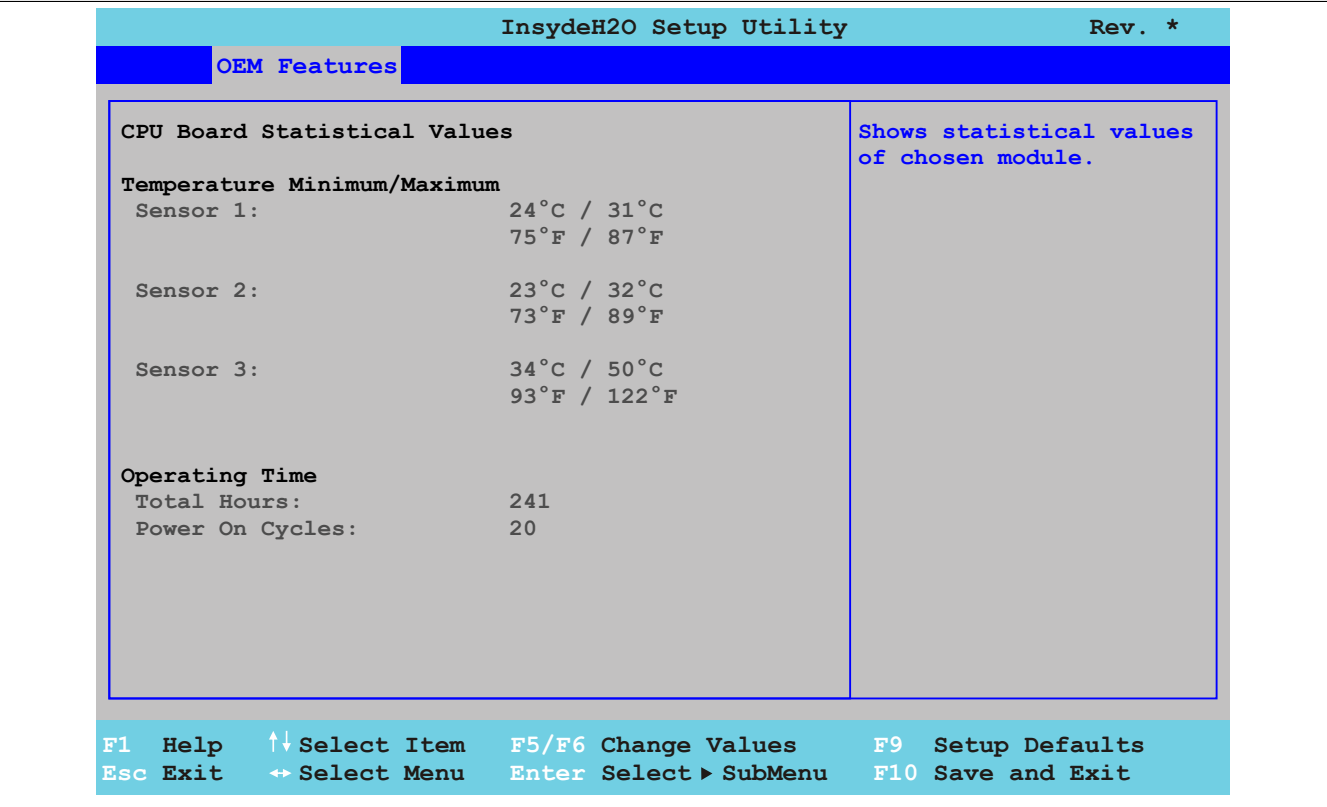 InsydeH2O Setup Utility Rev. *
OEM Features
CPU Board Statistical Values
Temperature Minimum/Maximum
Sensor 1: 24°C / 31°C
75°F / 87°F
Sensor 2: 23°C / 32°C
73°F / 89°F
Sensor 3: 34°C / 50°C
93°F / 122°F
Operating Time
Total Hours: 241
Power On Cycles: 20
Shows statistical values
of chosen module.
F1 Help ↑↓ Select Item F5/F6 Change Values F9 Setup Defaults
Esc Exit ↔ Select Menu Enter Select ▶ SubMenu F10 Save and Exit